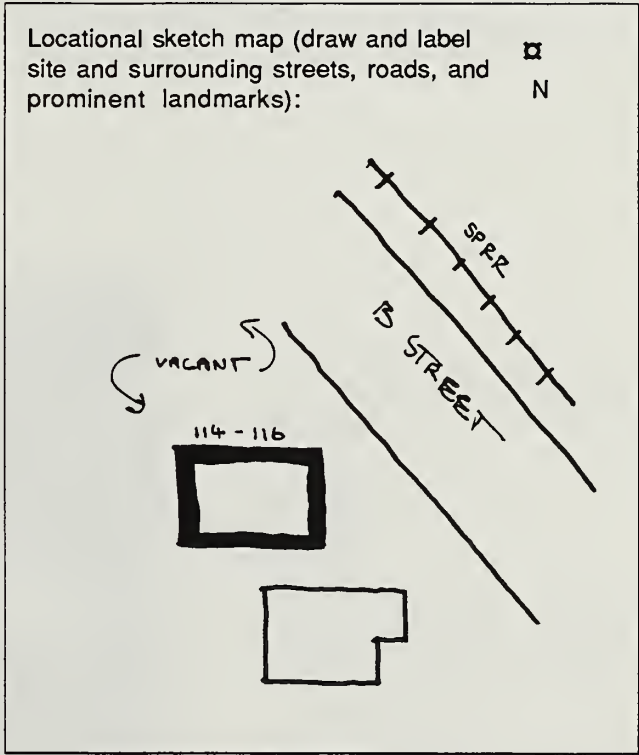 Locational sketch map (draw and label
site and surrounding streets, roads, and
prominent landmarks):
N
SPRR
B STREET
VACANT
114 - 116